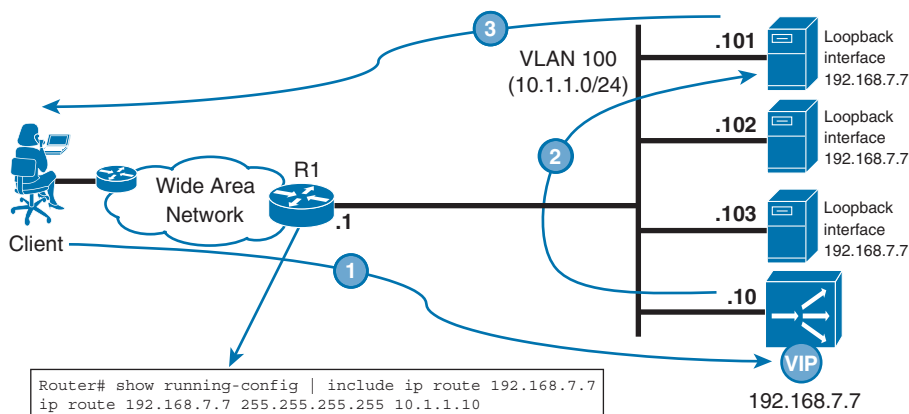 3
.101
Loopback
interface
192.168.7.7
VLAN 100
(10.1.1.0/24)
.102
Loopback
interface
192.168.7.7
2
R1
Wide Area
Network
.1
.103
Loopback
interface
192.168.7.7
Client
1
.10
VIP
192.168.7.7
Router# show running-config | include ip route 192.168.7.7
ip route 192.168.7.7 255.255.255.255 10.1.1.10